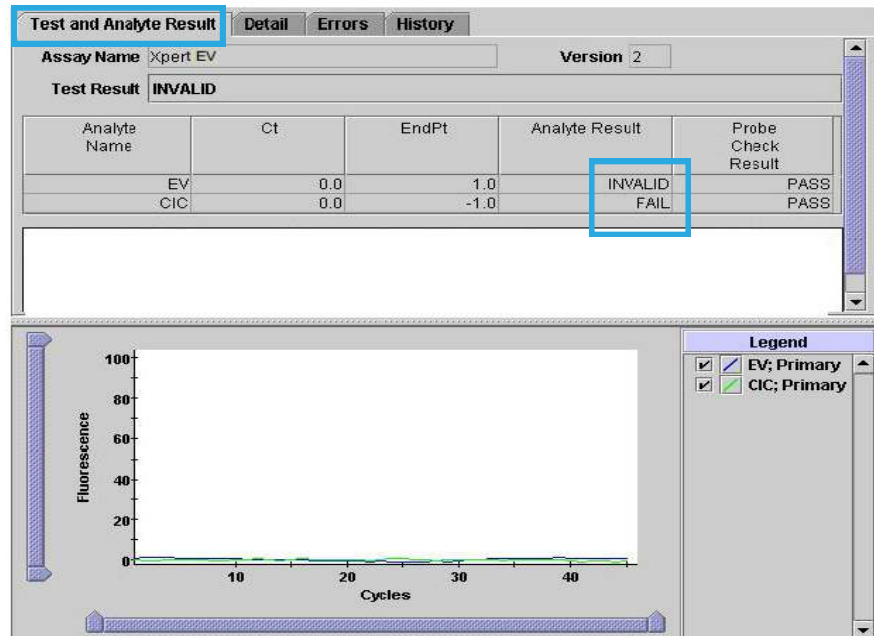 Test and Analyte Result Detail Errors History
Assay Name Xpert EV Version 2
Test Result INVALID
Analyte Name Ct EndPt Analyte Result Probe Check Result
EV 0.0 1.0 INVALID PASS
CIC 0.0 -1.0 FAIL PASS
Legend
EV; Primary
CIC; Primary
100
80
60
40
20
0
Fluorescence
10 20 30 40
Cycles